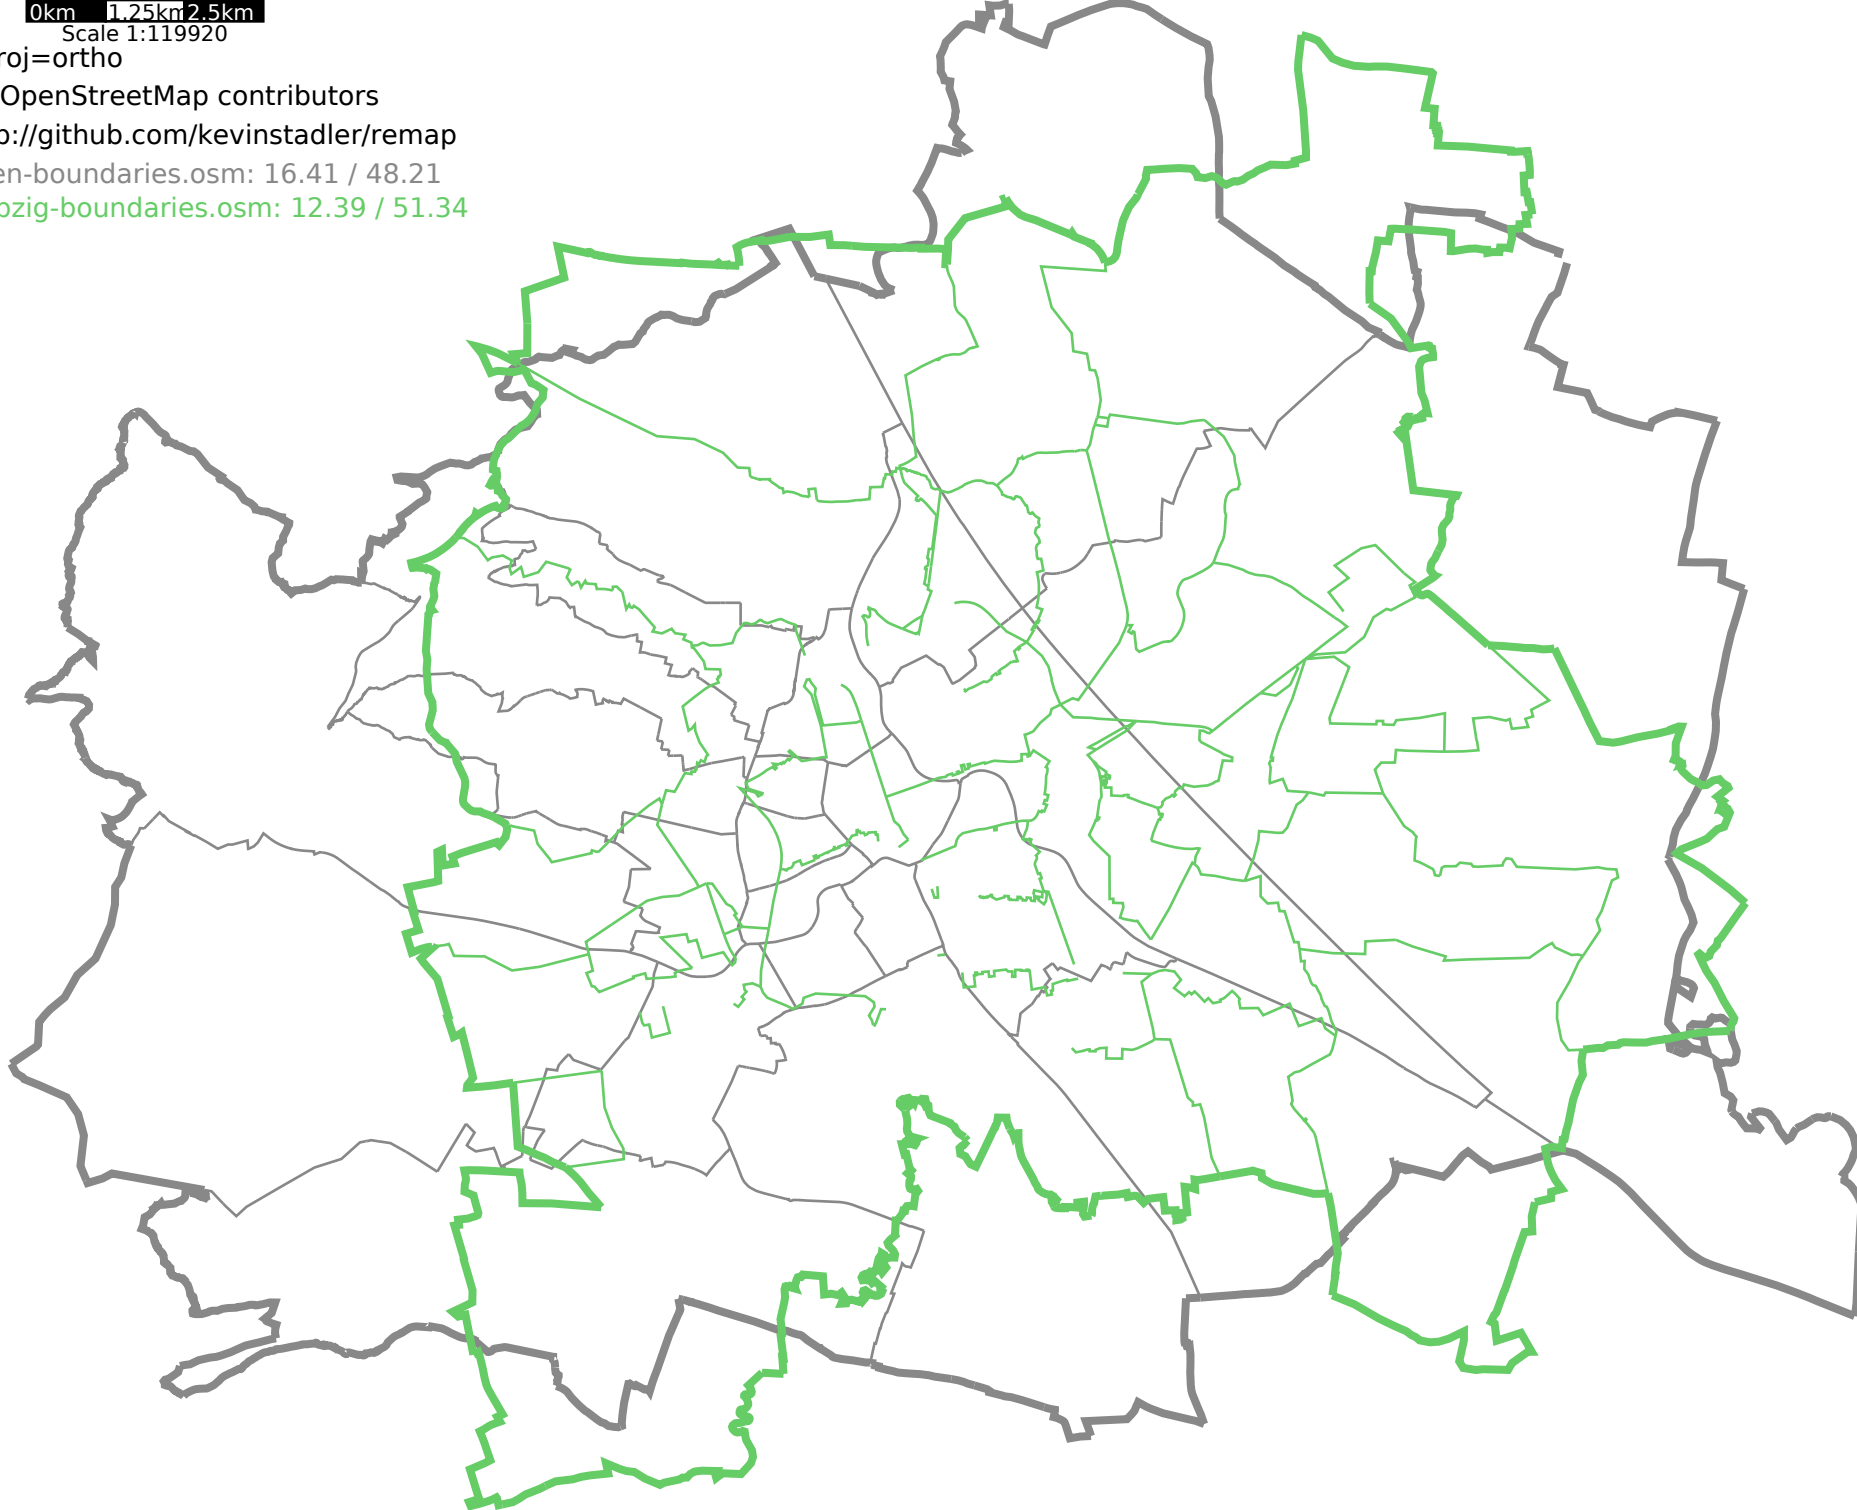 0km 1.25km 2.5km
Scale 1:119920
roj=ortho
OpenStreetMap contributors
p://github.com/kevinstadler/remap
en-boundaries.osm: 16.41 / 48.21
pzig-boundaries.osm: 12.39 / 51.34